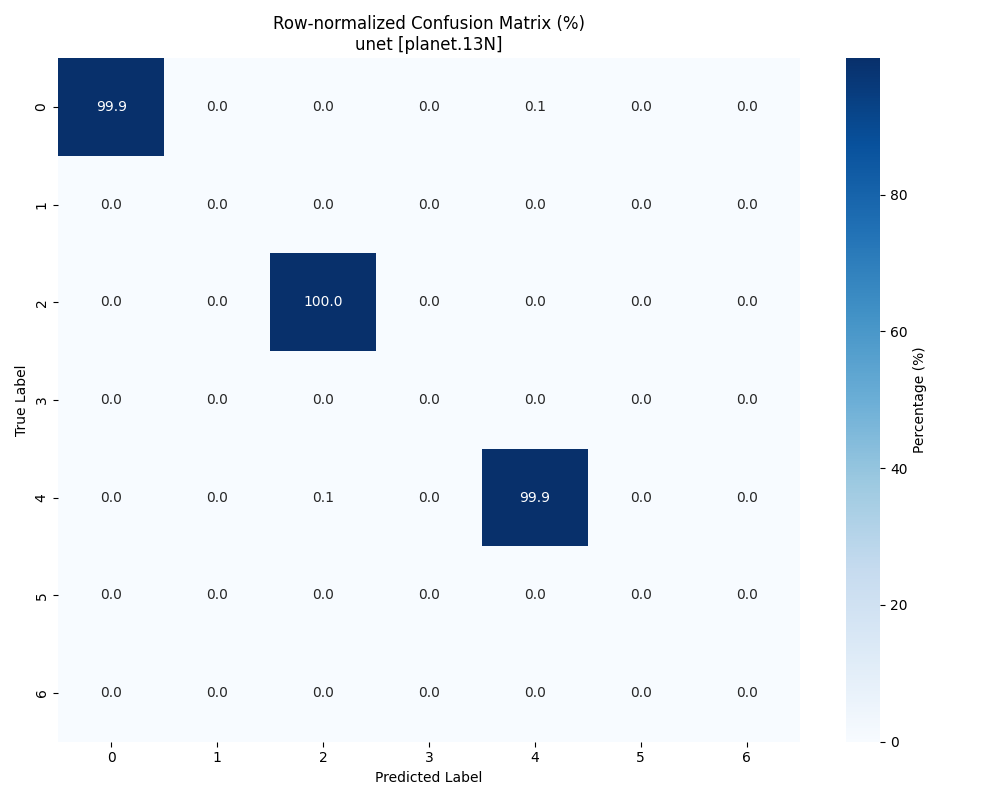 Row-normalized Confusion Matrix (%)
unet [planet.13N]
0 99.9 0.0 0.0 0.0 0.1 0.0 0.0
1 0.0 0.0 0.0 0.0 0.0 0.0 0.0
2 0.0 0.0 100.0 0.0 0.0 0.0 0.0
3 0.0 0.0 0.0 0.0 0.0 0.0 0.0
4 0.0 0.0 0.1 0.0 99.9 0.0 0.0
5 0.0 0.0 0.0 0.0 0.0 0.0 0.0
6 0.0 0.0 0.0 0.0 0.0 0.0 0.0
0 1 2 3 4 5 6
Predicted Label
True Label
80
60
40
20
0
Percentage (%)